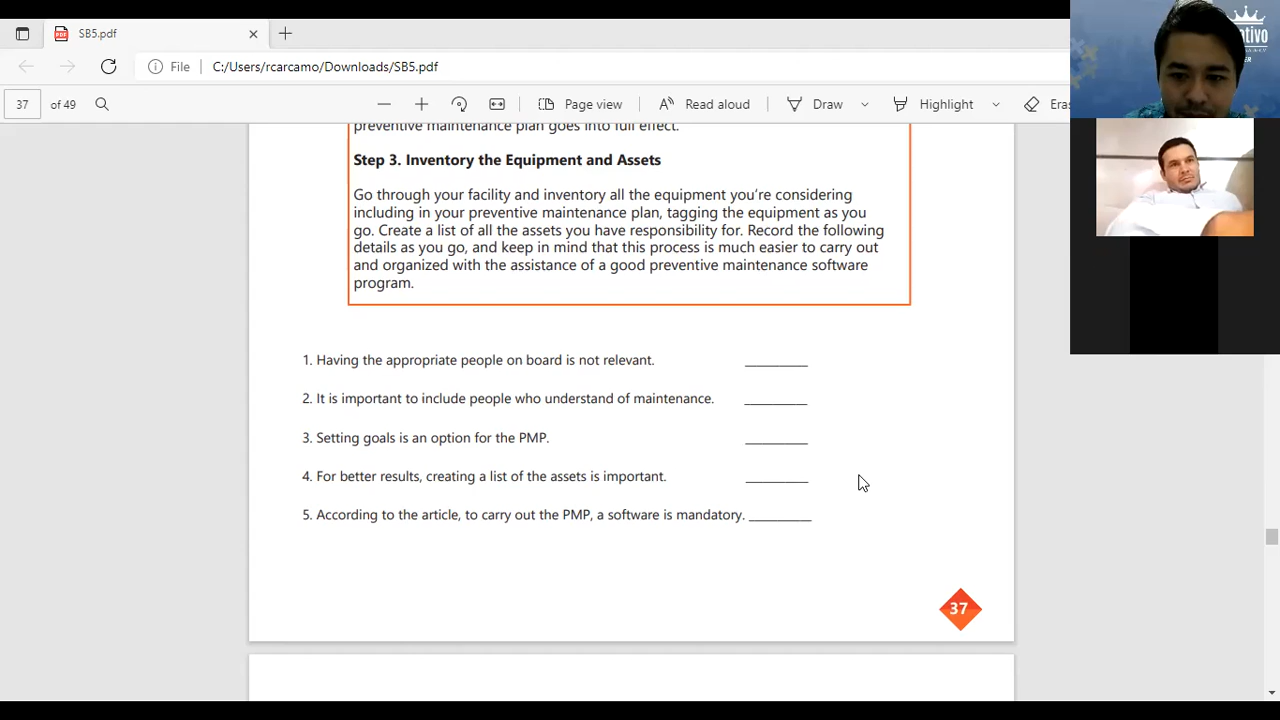 SB5.pdf
File C:/Users/rcarcamo/Downloads/SB5.pdf
37 of 49 Page view Read aloud Draw Highlight Eras
preventive maintenance plan goes into full effect.
Step 3. Inventory the Equipment and Assets
Go through your facility and inventory all the equipment you're considering
including in your preventive maintenance plan, tagging the equipment as you
go. Create a list of all the assets you have responsibility for. Record the following
details as you go, and keep in mind that this process is much easier to carry out
and organized with the assistance of a good preventive maintenance software
program.
1. Having the appropriate people on board is not relevant. ________
2. It is important to include people who understand of maintenance. ________
3. Setting goals is an option for the PMP. ________
4. For better results, creating a list of the assets is important. ________
5. According to the article, to carry out the PMP, a software is mandatory. ________
37